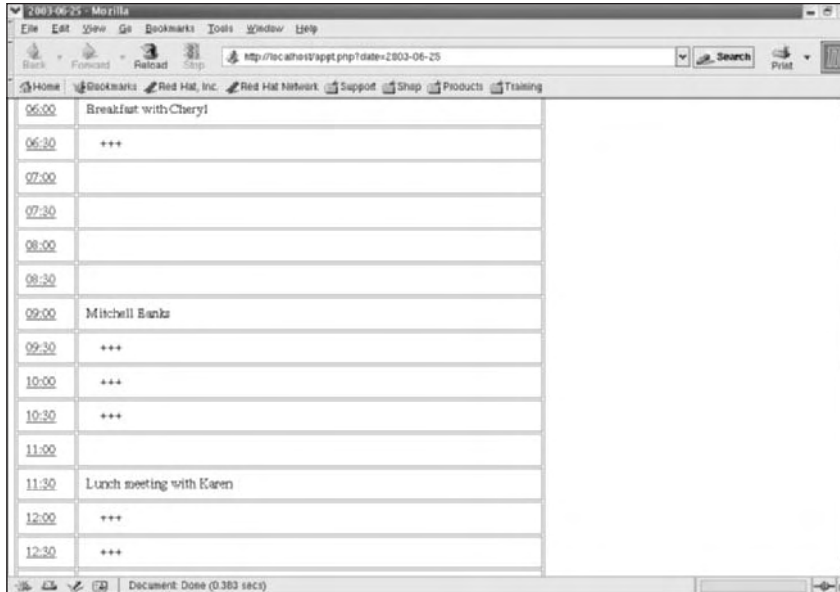 2003-06-25 - Mozilla
File Edit View Go Bookmarks Tools Window Help
Back Forward Reload Stop http://localhost/appt.php?date=2003-06-25 Search Print
Home Bookmarks Red Hat, Inc. Red Hat Network Support Shop Products Training
06:00 Breakfast with Cheryl
06:30 +++
07:00
07:30
08:00
08:30
09:00 Mitchell Banks
09:30 +++
10:00 +++
10:30 +++
11:00
11:30 Lunch meeting with Karen
12:00 +++
12:30 +++
Document: Done (0.383 secs)